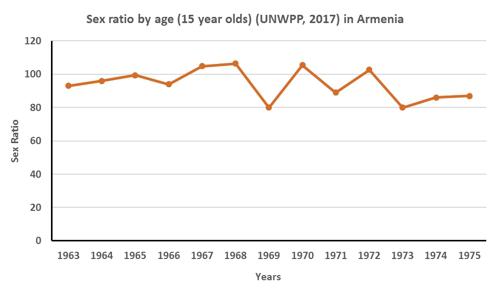 Sex ratio by age (15 year olds) (UNWPP, 2017) in Armenia
120
100
80
60
40
20
0
Sex Ratio
1963 1964 1965 1966 1967 1968 1969 1970 1971 1972 1973 1974 1975
Years